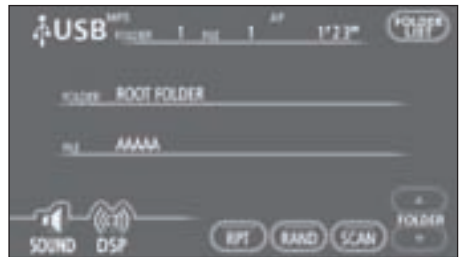 USB MP3 FOLDER 1 FILE 1 1'23" FOLDER LIST
FOLDER ROOT FOLDER
FILE AAAAA
FOLDER
SOUND DSP RPT RAND SCAN